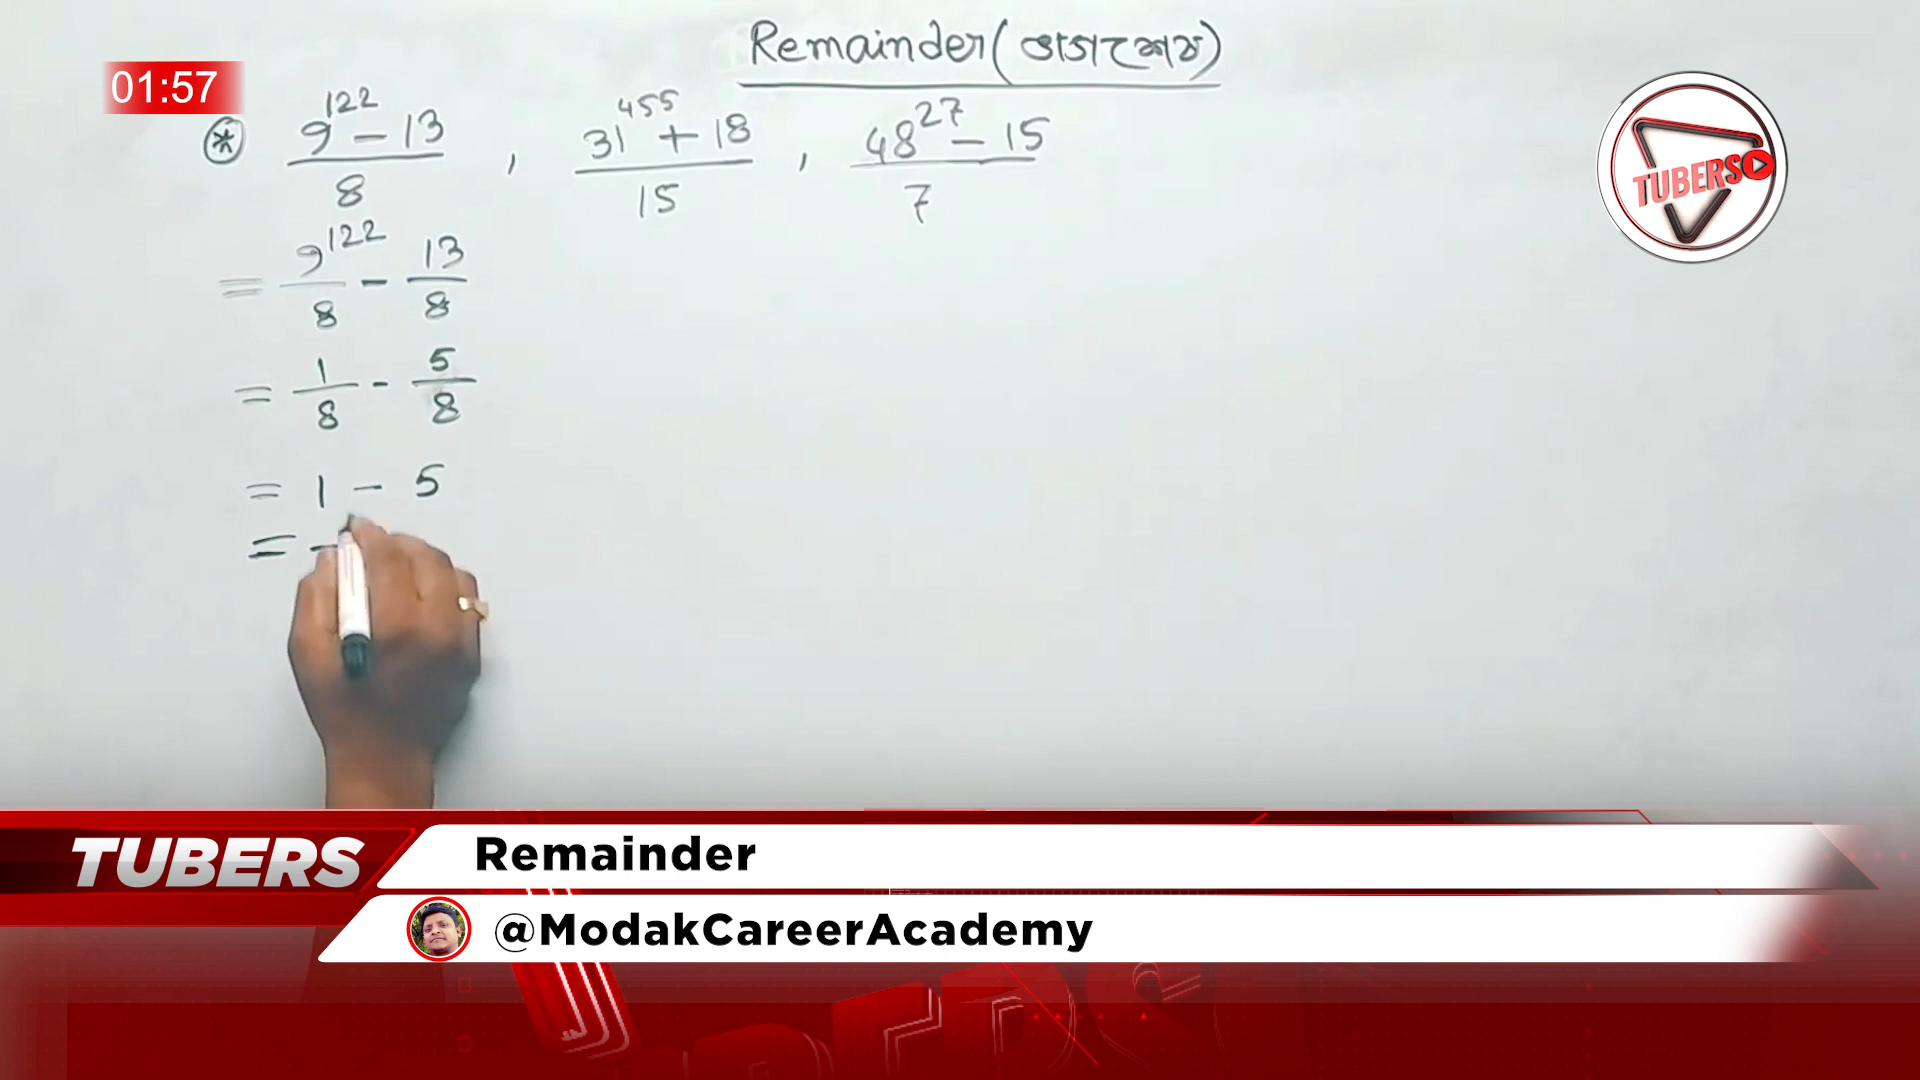 Remainder (ভাগশেষ)
01:57
* (9^122 - 13)/8 , (31^455 + 18)/15 , (48^27 - 15)/7
= 9^122/8 - 13/8
= 1/8 - 5/8
= 1 - 5
= -
TUBERS
TUBERS
Remainder
@ModakCareerAcademy